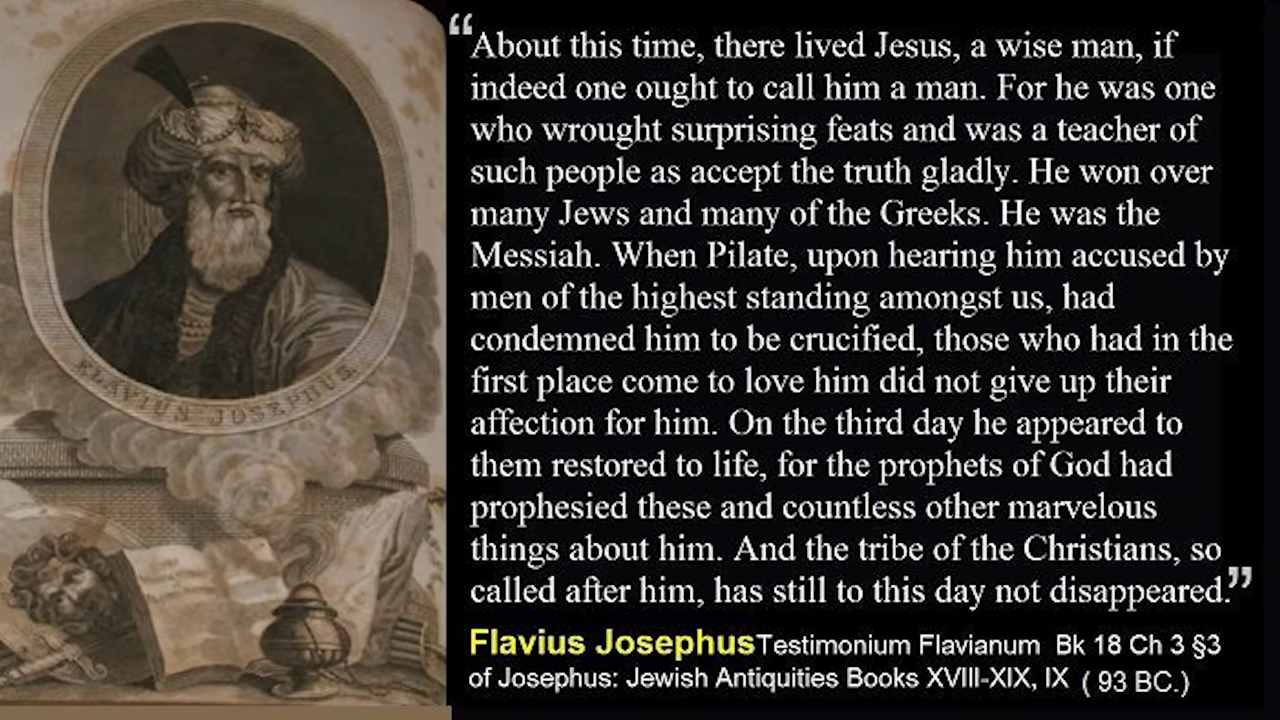 “About this time, there lived Jesus, a wise man, if
indeed one ought to call him a man. For he was one
who wrought surprising feats and was a teacher of
such people as accept the truth gladly. He won over
many Jews and many of the Greeks. He was the
Messiah. When Pilate, upon hearing him accused by
men of the highest standing amongst us, had
condemned him to be crucified, those who had in the
first place come to love him did not give up their
affection for him. On the third day he appeared to
them restored to life, for the prophets of God had
prophesied these and countless other marvelous
things about him. And the tribe of the Christians, so
called after him, has still to this day not disappeared.”
Flavius Josephus Testimonium Flavianum Bk 18 Ch 3 §3
of Josephus: Jewish Antiquities Books XVIII-XIX, IX ( 93 BC.)
FLAVIUS JOSEPHUS